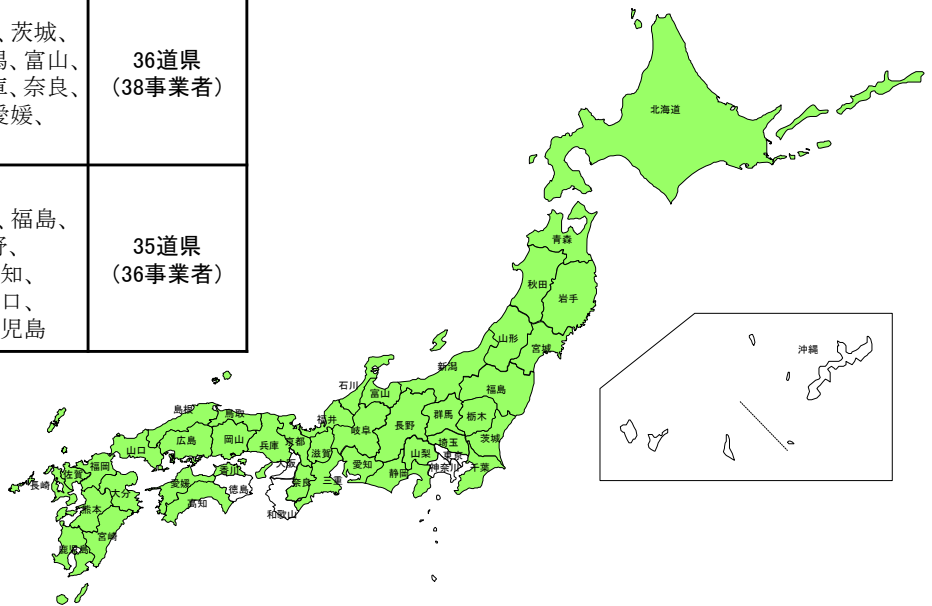 、茨城、
潟、富山、
庫、奈良、
愛媛、
36道県
（38事業者）
、福島、
野、
知、
口、
児島
35道県
（36事業者）
北海道
青森
秋田
岩手
山形
宮城
新潟
福島
石川
富山
群馬
栃木
福井
岐阜
長野
埼玉
茨城
島根
鳥取
岡山
兵庫
京都
滋賀
愛知
山梨
東京
静岡
神奈川
千葉
山口
広島
香川
大阪
奈良
三重
福岡
佐賀
長崎
大分
愛媛
徳島
高知
和歌山
熊本
宮崎
鹿児島
沖縄